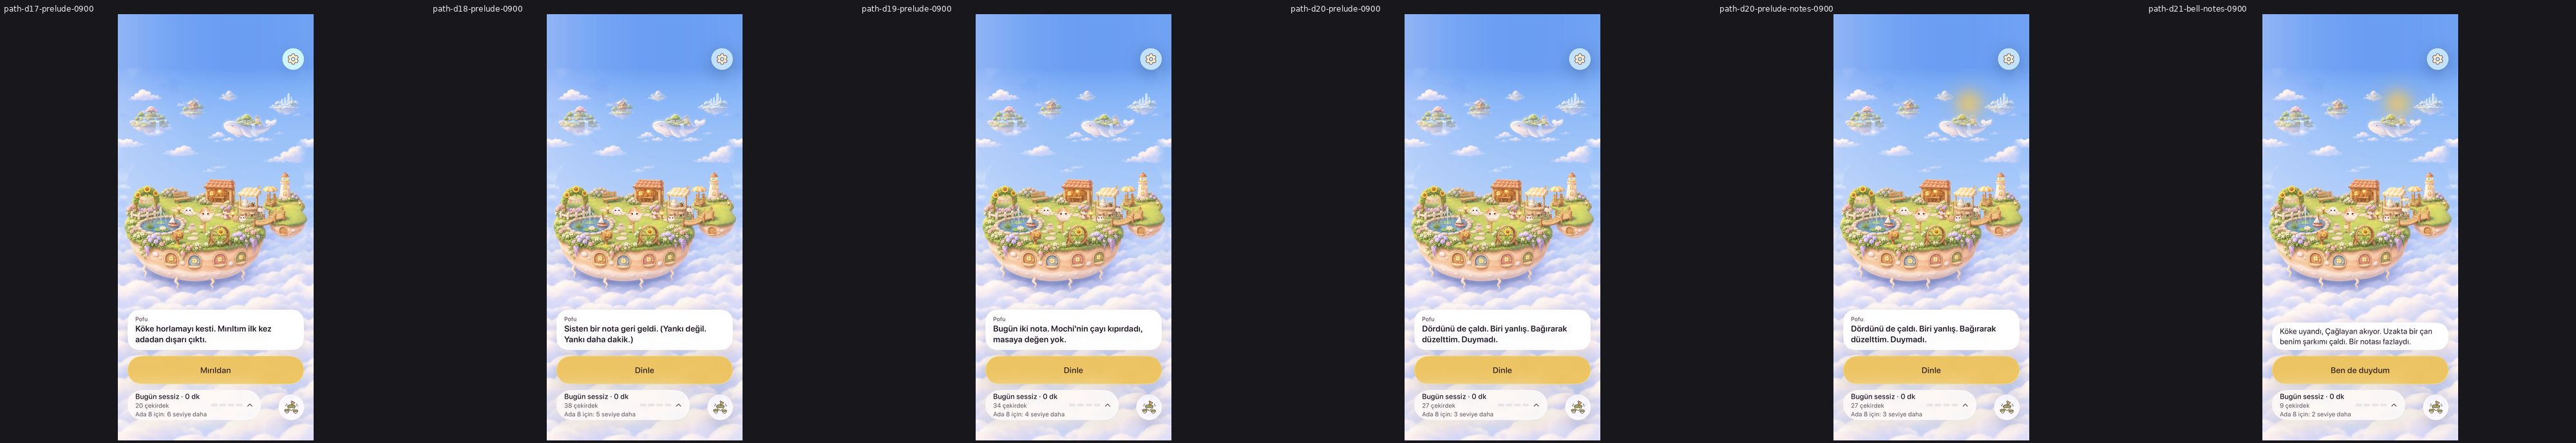 path-d17-prelude-0900
Pofu
Köke horlamayı kesti. Mırıltım ilk kez
adadan dışarı çıktı.
Mırıldan
Bugün sessiz · 0 dk
20 çekirdek
Ada 8 için: 6 seviye daha
path-d18-prelude-0900
Pofu
Sisten bir nota geri geldi. (Yankı değil.
Yankı daha dakik.)
Dinle
Bugün sessiz · 0 dk
38 çekirdek
Ada 8 için: 5 seviye daha
path-d19-prelude-0900
Pofu
Bugün iki nota. Mochi'nin çayı kıpırdadı,
masaya değen yok.
Dinle
Bugün sessiz · 0 dk
34 çekirdek
Ada 8 için: 4 seviye daha
path-d20-prelude-0900
Pofu
Dördünü de çaldı. Biri yanlış. Bağırarak
düzelttim. Duymadı.
Dinle
Bugün sessiz · 0 dk
27 çekirdek
Ada 8 için: 3 seviye daha
path-d20-prelude-notes-0900
Pofu
Dördünü de çaldı. Biri yanlış. Bağırarak
düzelttim. Duymadı.
Dinle
Bugün sessiz · 0 dk
27 çekirdek
Ada 8 için: 3 seviye daha
path-d21-bell-notes-0900
Köke uyandı, Çağlayan akıyor. Uzakta bir çan
benim şarkımı çaldı. Bir notası fazlaydı.
Ben de duydum
Bugün sessiz · 0 dk
9 çekirdek
Ada 8 için: 2 seviye daha